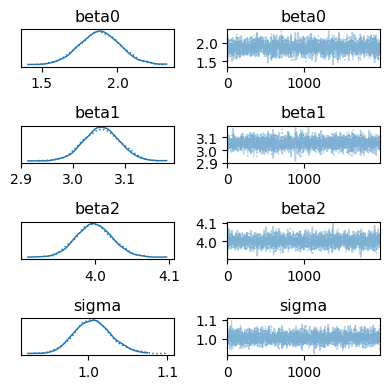 beta0 beta0
2.0
1.5
1.5 2.0 0 1000
beta1 beta1
3.1
3.0
2.9
2.9 3.0 3.1 0 1000
beta2 beta2
4.1
4.0
4.0 4.1 0 1000
sigma sigma
1.1
1.0
1.0 1.1 0 1000